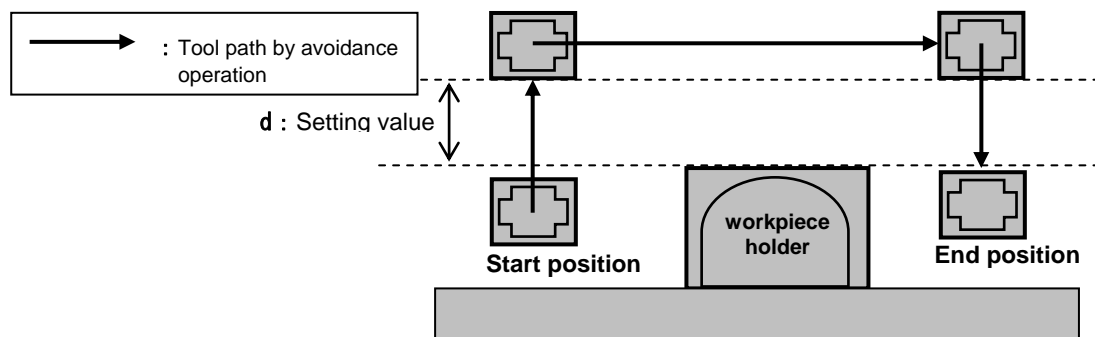 : Tool path by avoidance
operation
d : Setting value
workpiece
holder
Start position
End position